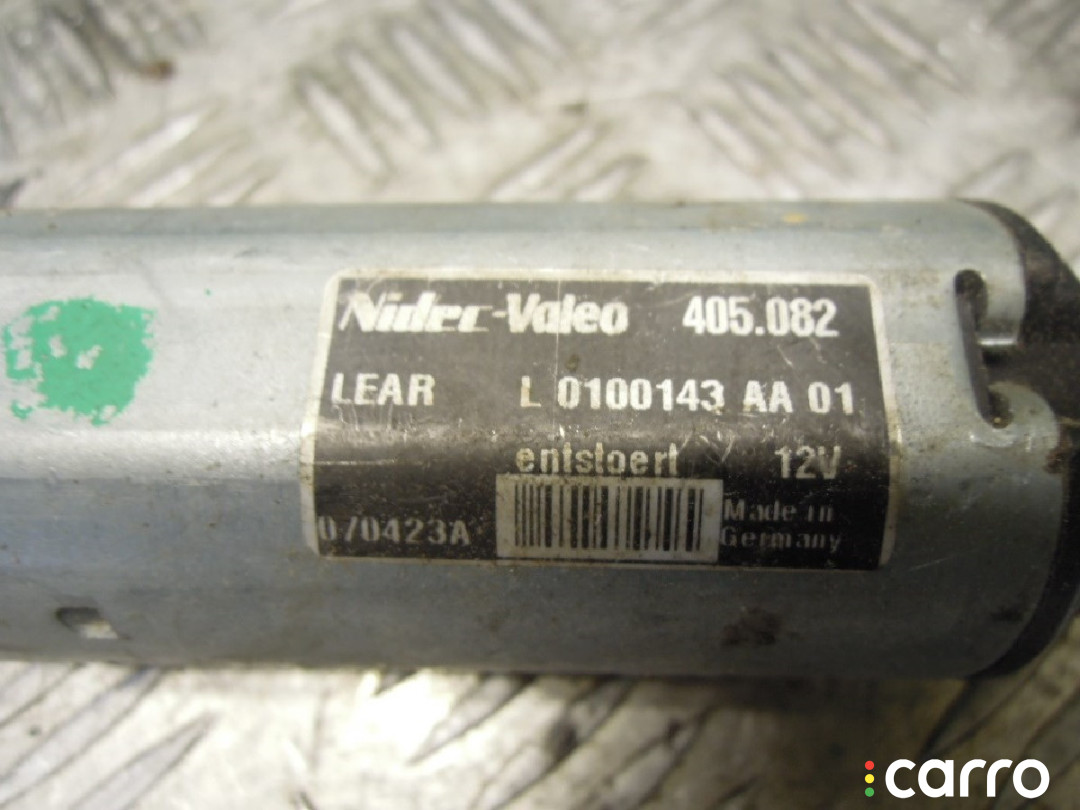 Nidec-Valeo 405.082
LEAR L 0100143 AA 01
entstoert 12V
070423A
Made in
Germany
carro